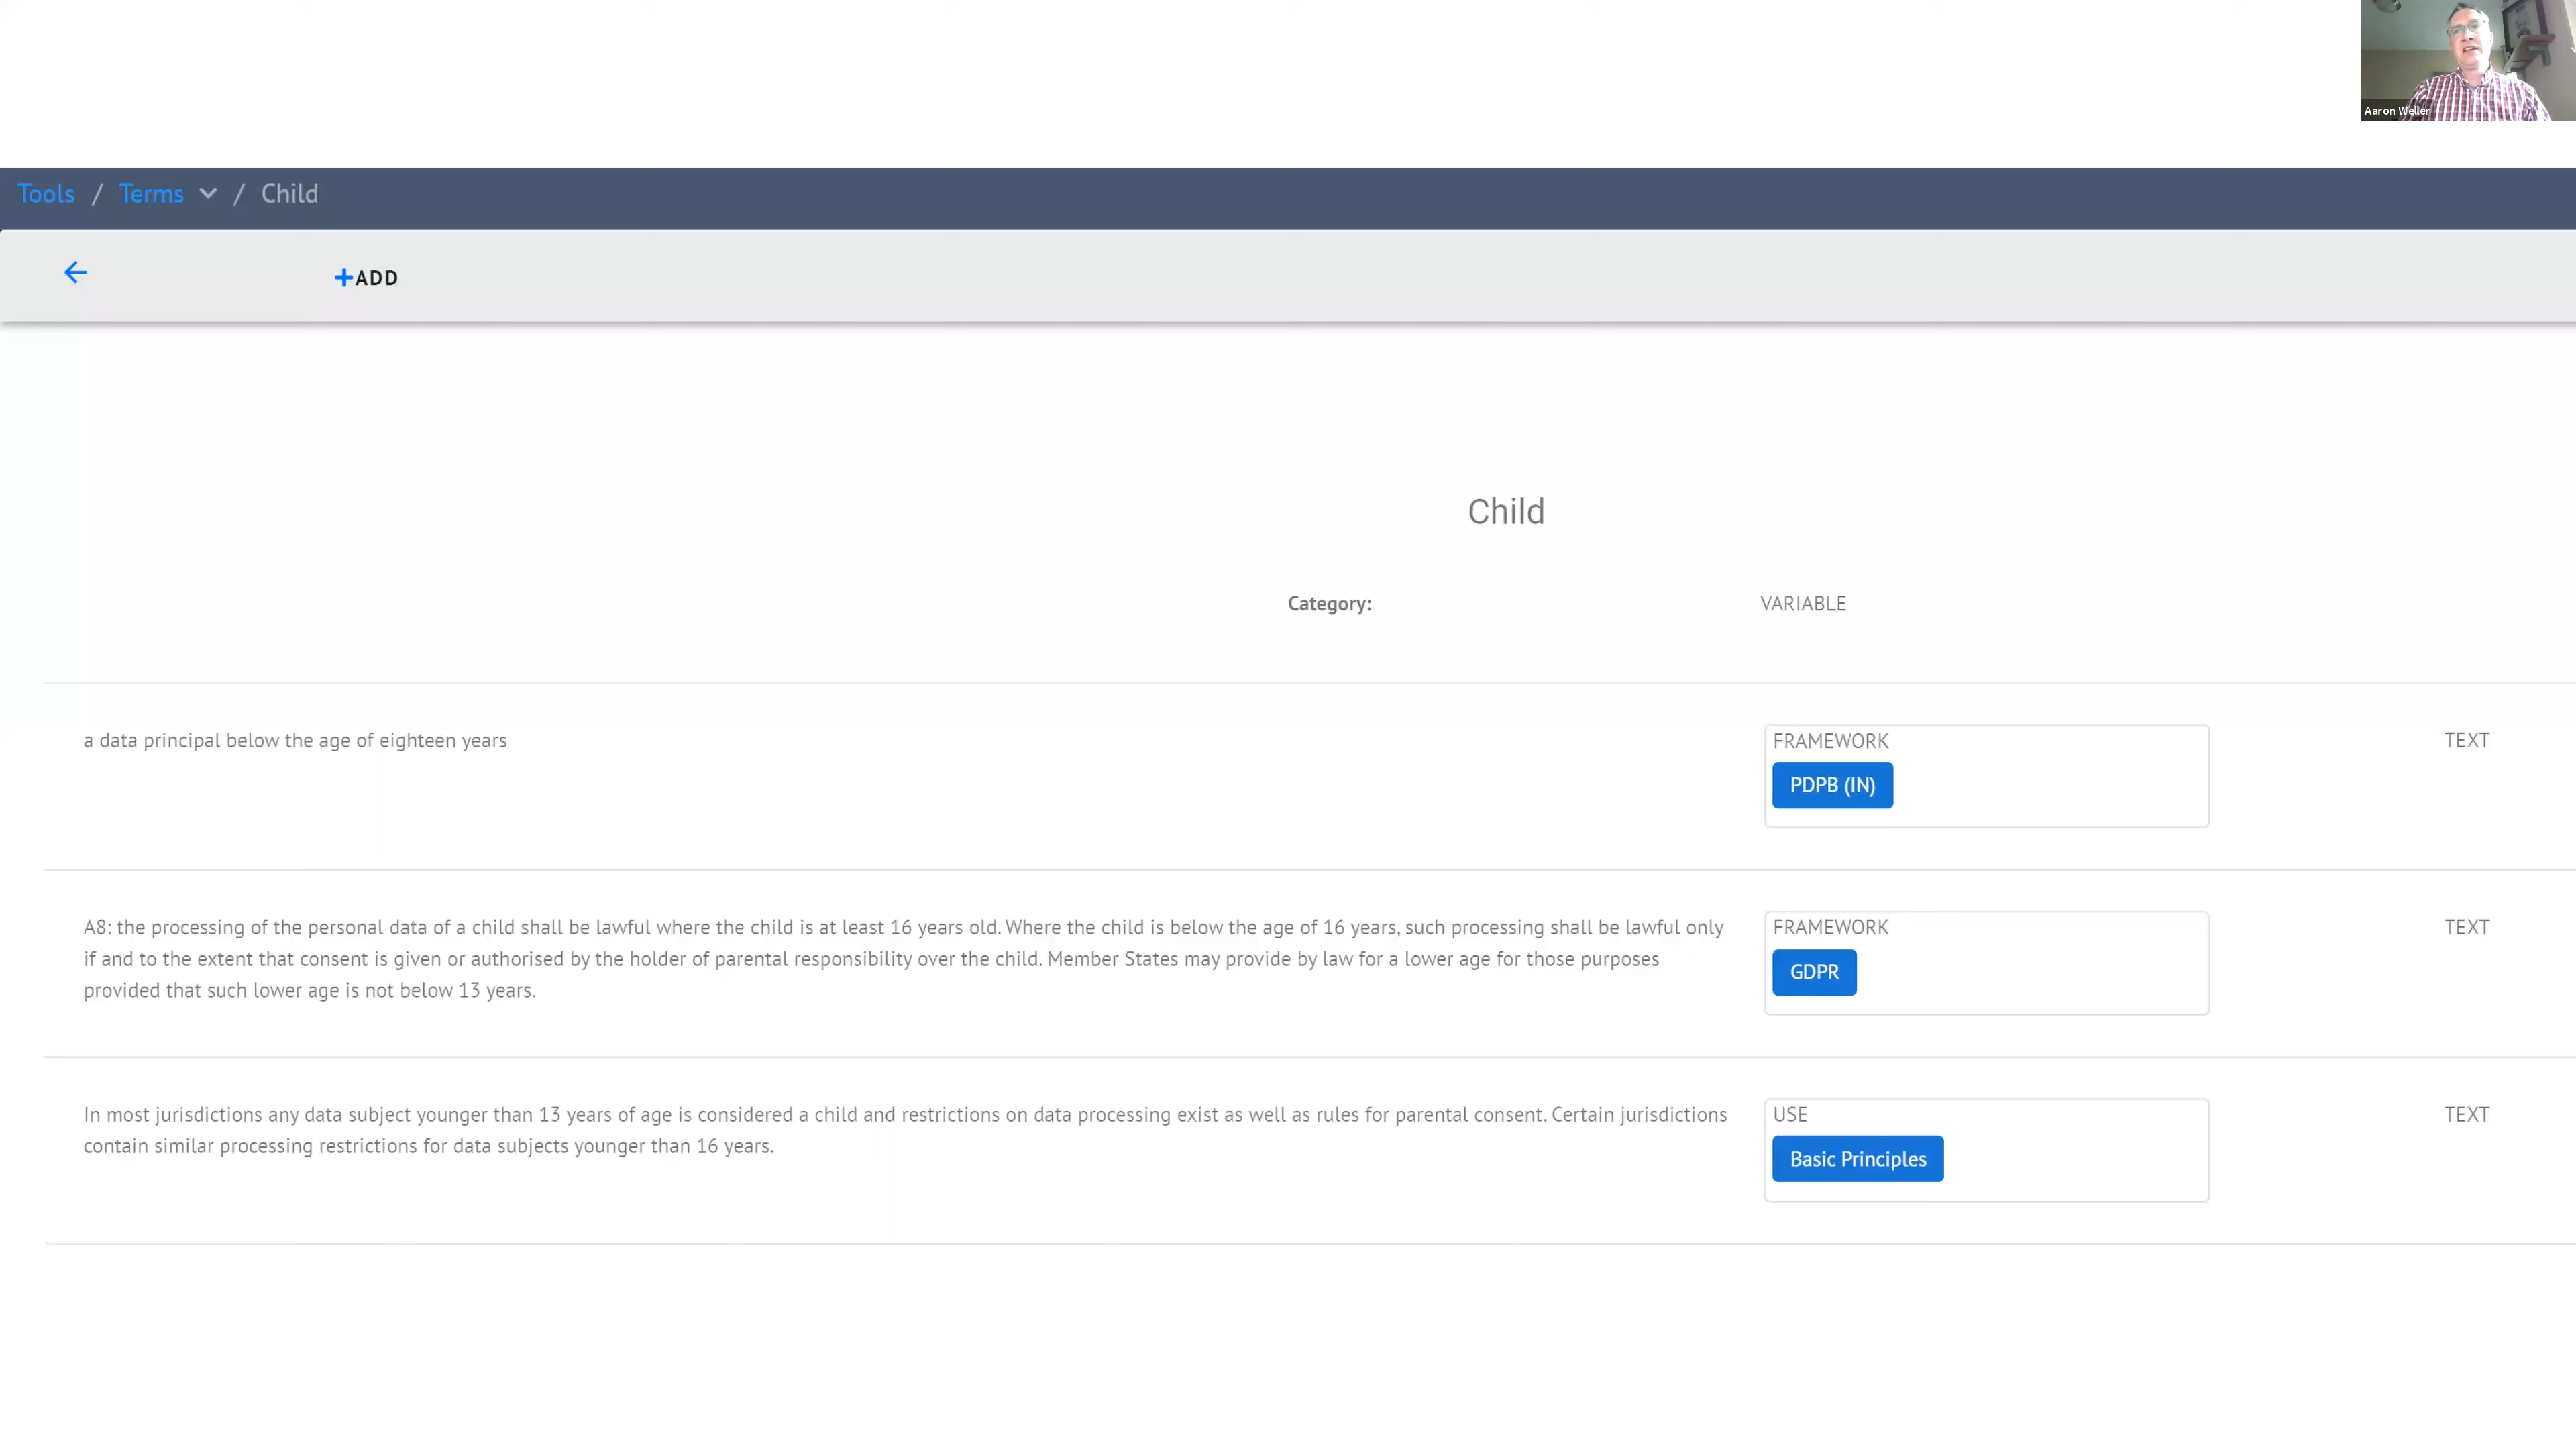 Aaron Weller
Tools / Terms / Child
+ADD
Child
Category: VARIABLE
a data principal below the age of eighteen years
FRAMEWORK
PDPB (IN)
TEXT
A8: the processing of the personal data of a child shall be lawful where the child is at least 16 years old. Where the child is below the age of 16 years, such processing shall be lawful only
if and to the extent that consent is given or authorised by the holder of parental responsibility over the child. Member States may provide by law for a lower age for those purposes
provided that such lower age is not below 13 years.
FRAMEWORK
GDPR
TEXT
In most jurisdictions any data subject younger than 13 years of age is considered a child and restrictions on data processing exist as well as rules for parental consent. Certain jurisdictions
contain similar processing restrictions for data subjects younger than 16 years.
USE
Basic Principles
TEXT